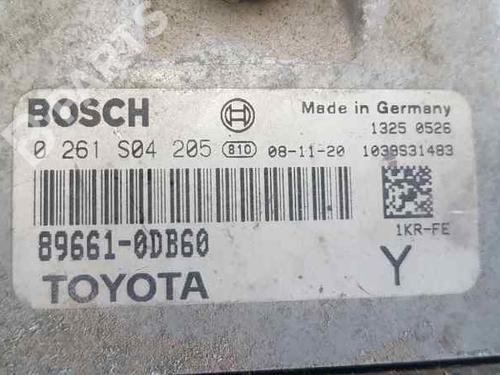 BOSCH Made in Germany
1325 0526
0 261 S04 205 810 08-11-20 1039S31483
1KR-FE
89661-0DB60
TOYOTA Y